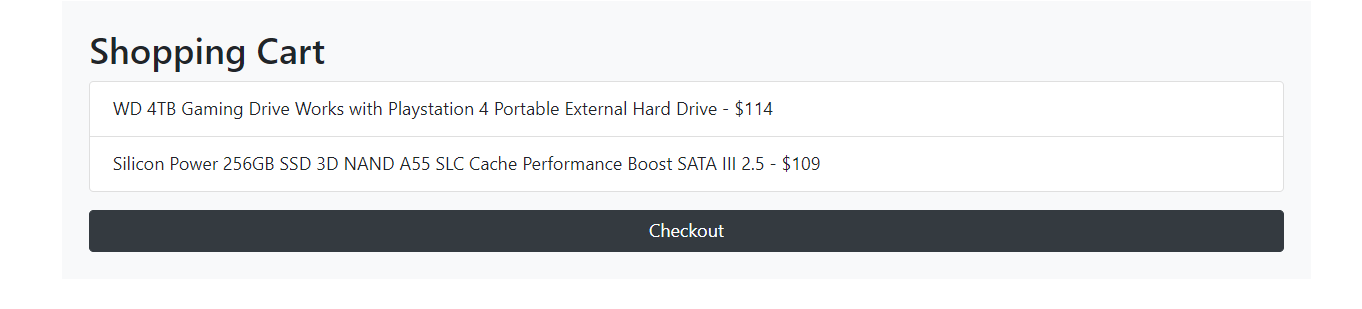 Shopping Cart
WD 4TB Gaming Drive Works with Playstation 4 Portable External Hard Drive - $114
Silicon Power 256GB SSD 3D NAND A55 SLC Cache Performance Boost SATA III 2.5 - $109
Checkout